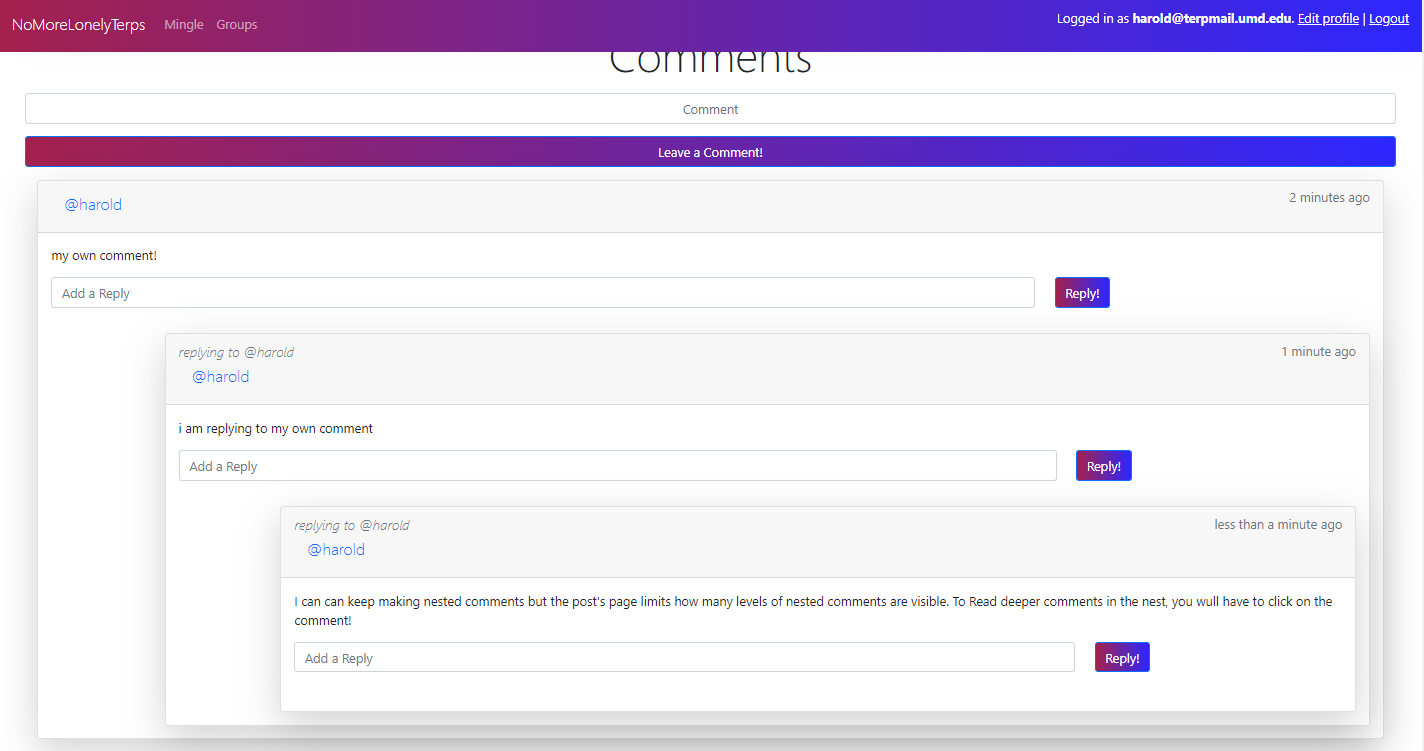 NoMoreLonelyTerps Mingle Groups Logged in as harold@terpmail.umd.edu. Edit profile | Logout
Comments
Comment
Leave a Comment!
@harold 2 minutes ago
my own comment!
Add a Reply Reply!
replying to @harold 1 minute ago
@harold
i am replying to my own comment
Add a Reply Reply!
replying to @harold less than a minute ago
@harold
I can can keep making nested comments but the post's page limits how many levels of nested comments are visible. To Read deeper comments in the nest, you wull have to click on the
comment!
Add a Reply Reply!